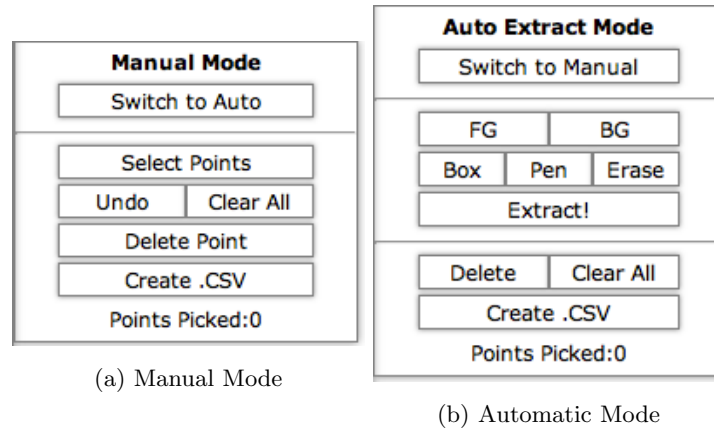 Manual Mode
Switch to Auto
Select Points
Undo Clear All
Delete Point
Create .CSV
Points Picked:0
(a) Manual Mode
Auto Extract Mode
Switch to Manual
FG BG
Box Pen Erase
Extract!
Delete Clear All
Create .CSV
Points Picked:0
(b) Automatic Mode